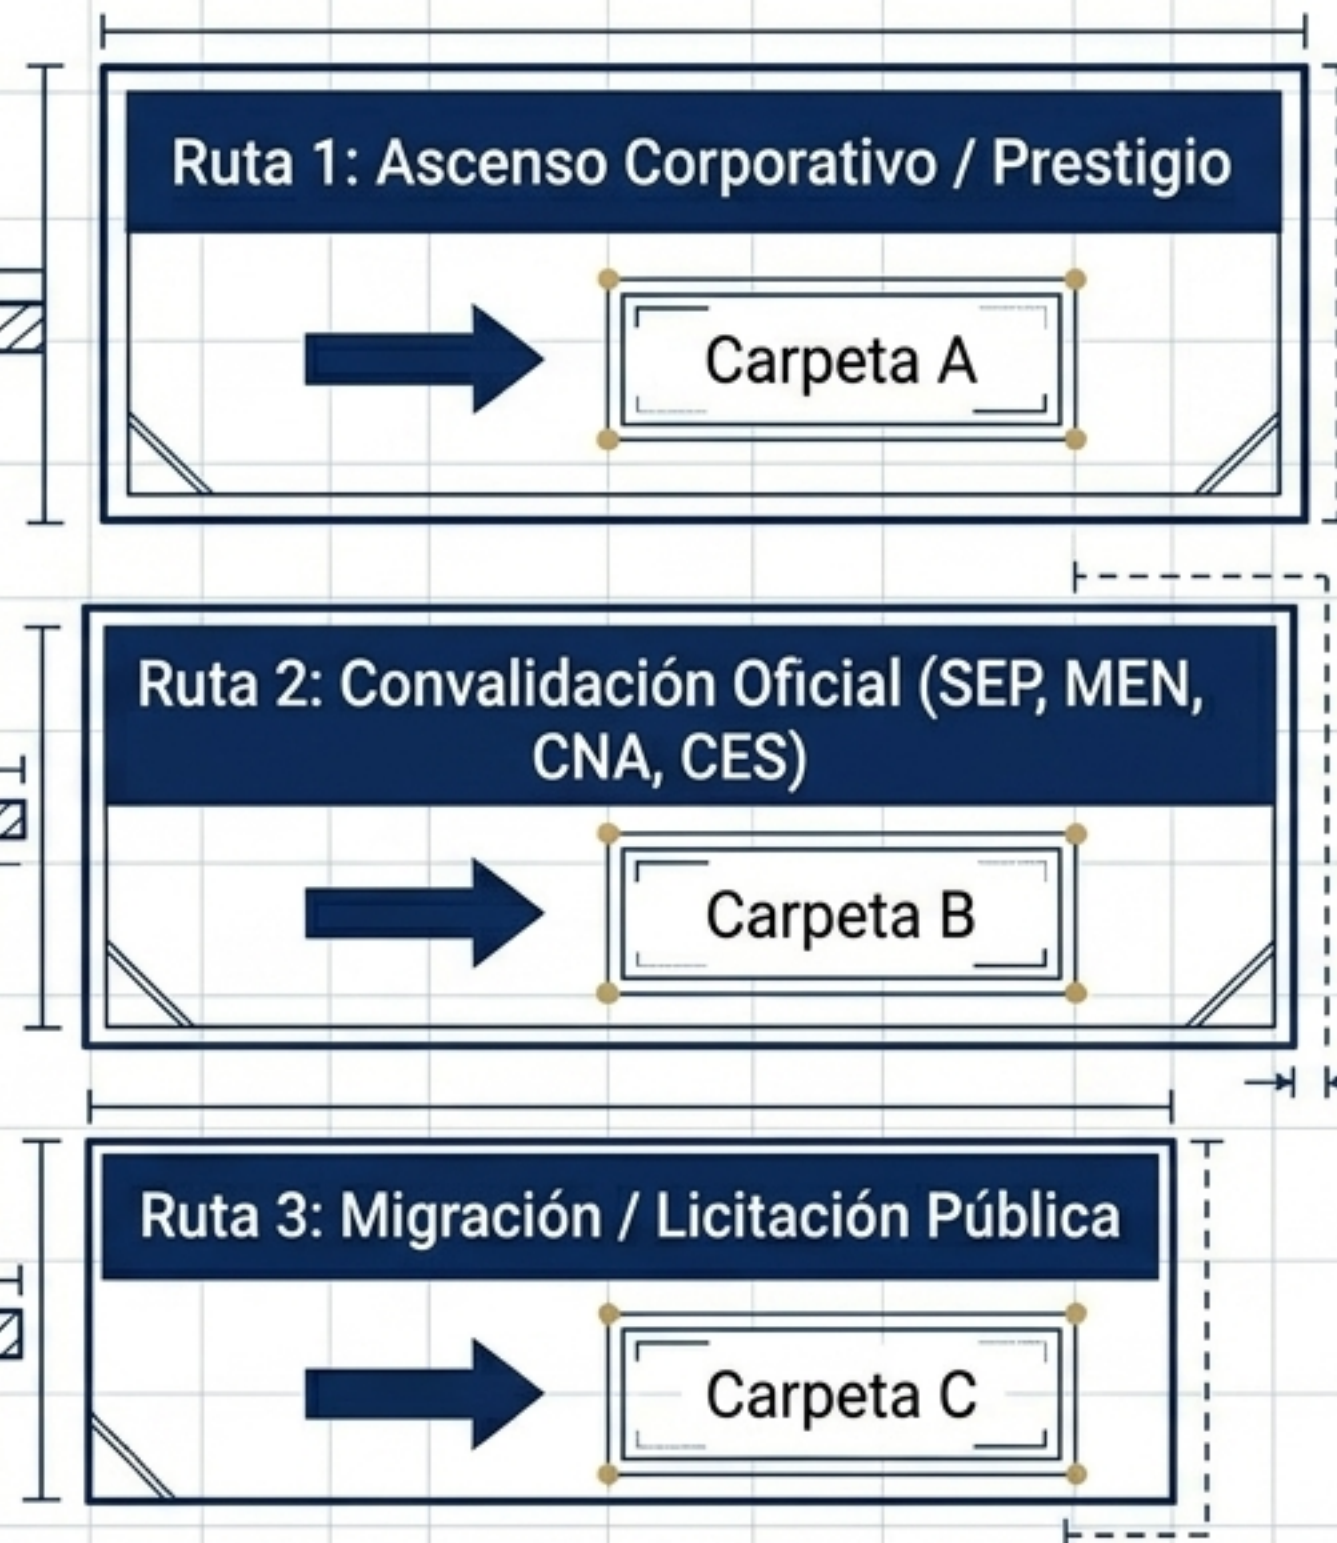 Ruta 1: Ascenso Corporativo / Prestigio
Carpeta A
Ruta 2: Convalidación Oficial (SEP, MEN,
CNA, CES)
Carpeta B
Ruta 3: Migración / Licitación Pública
Carpeta C